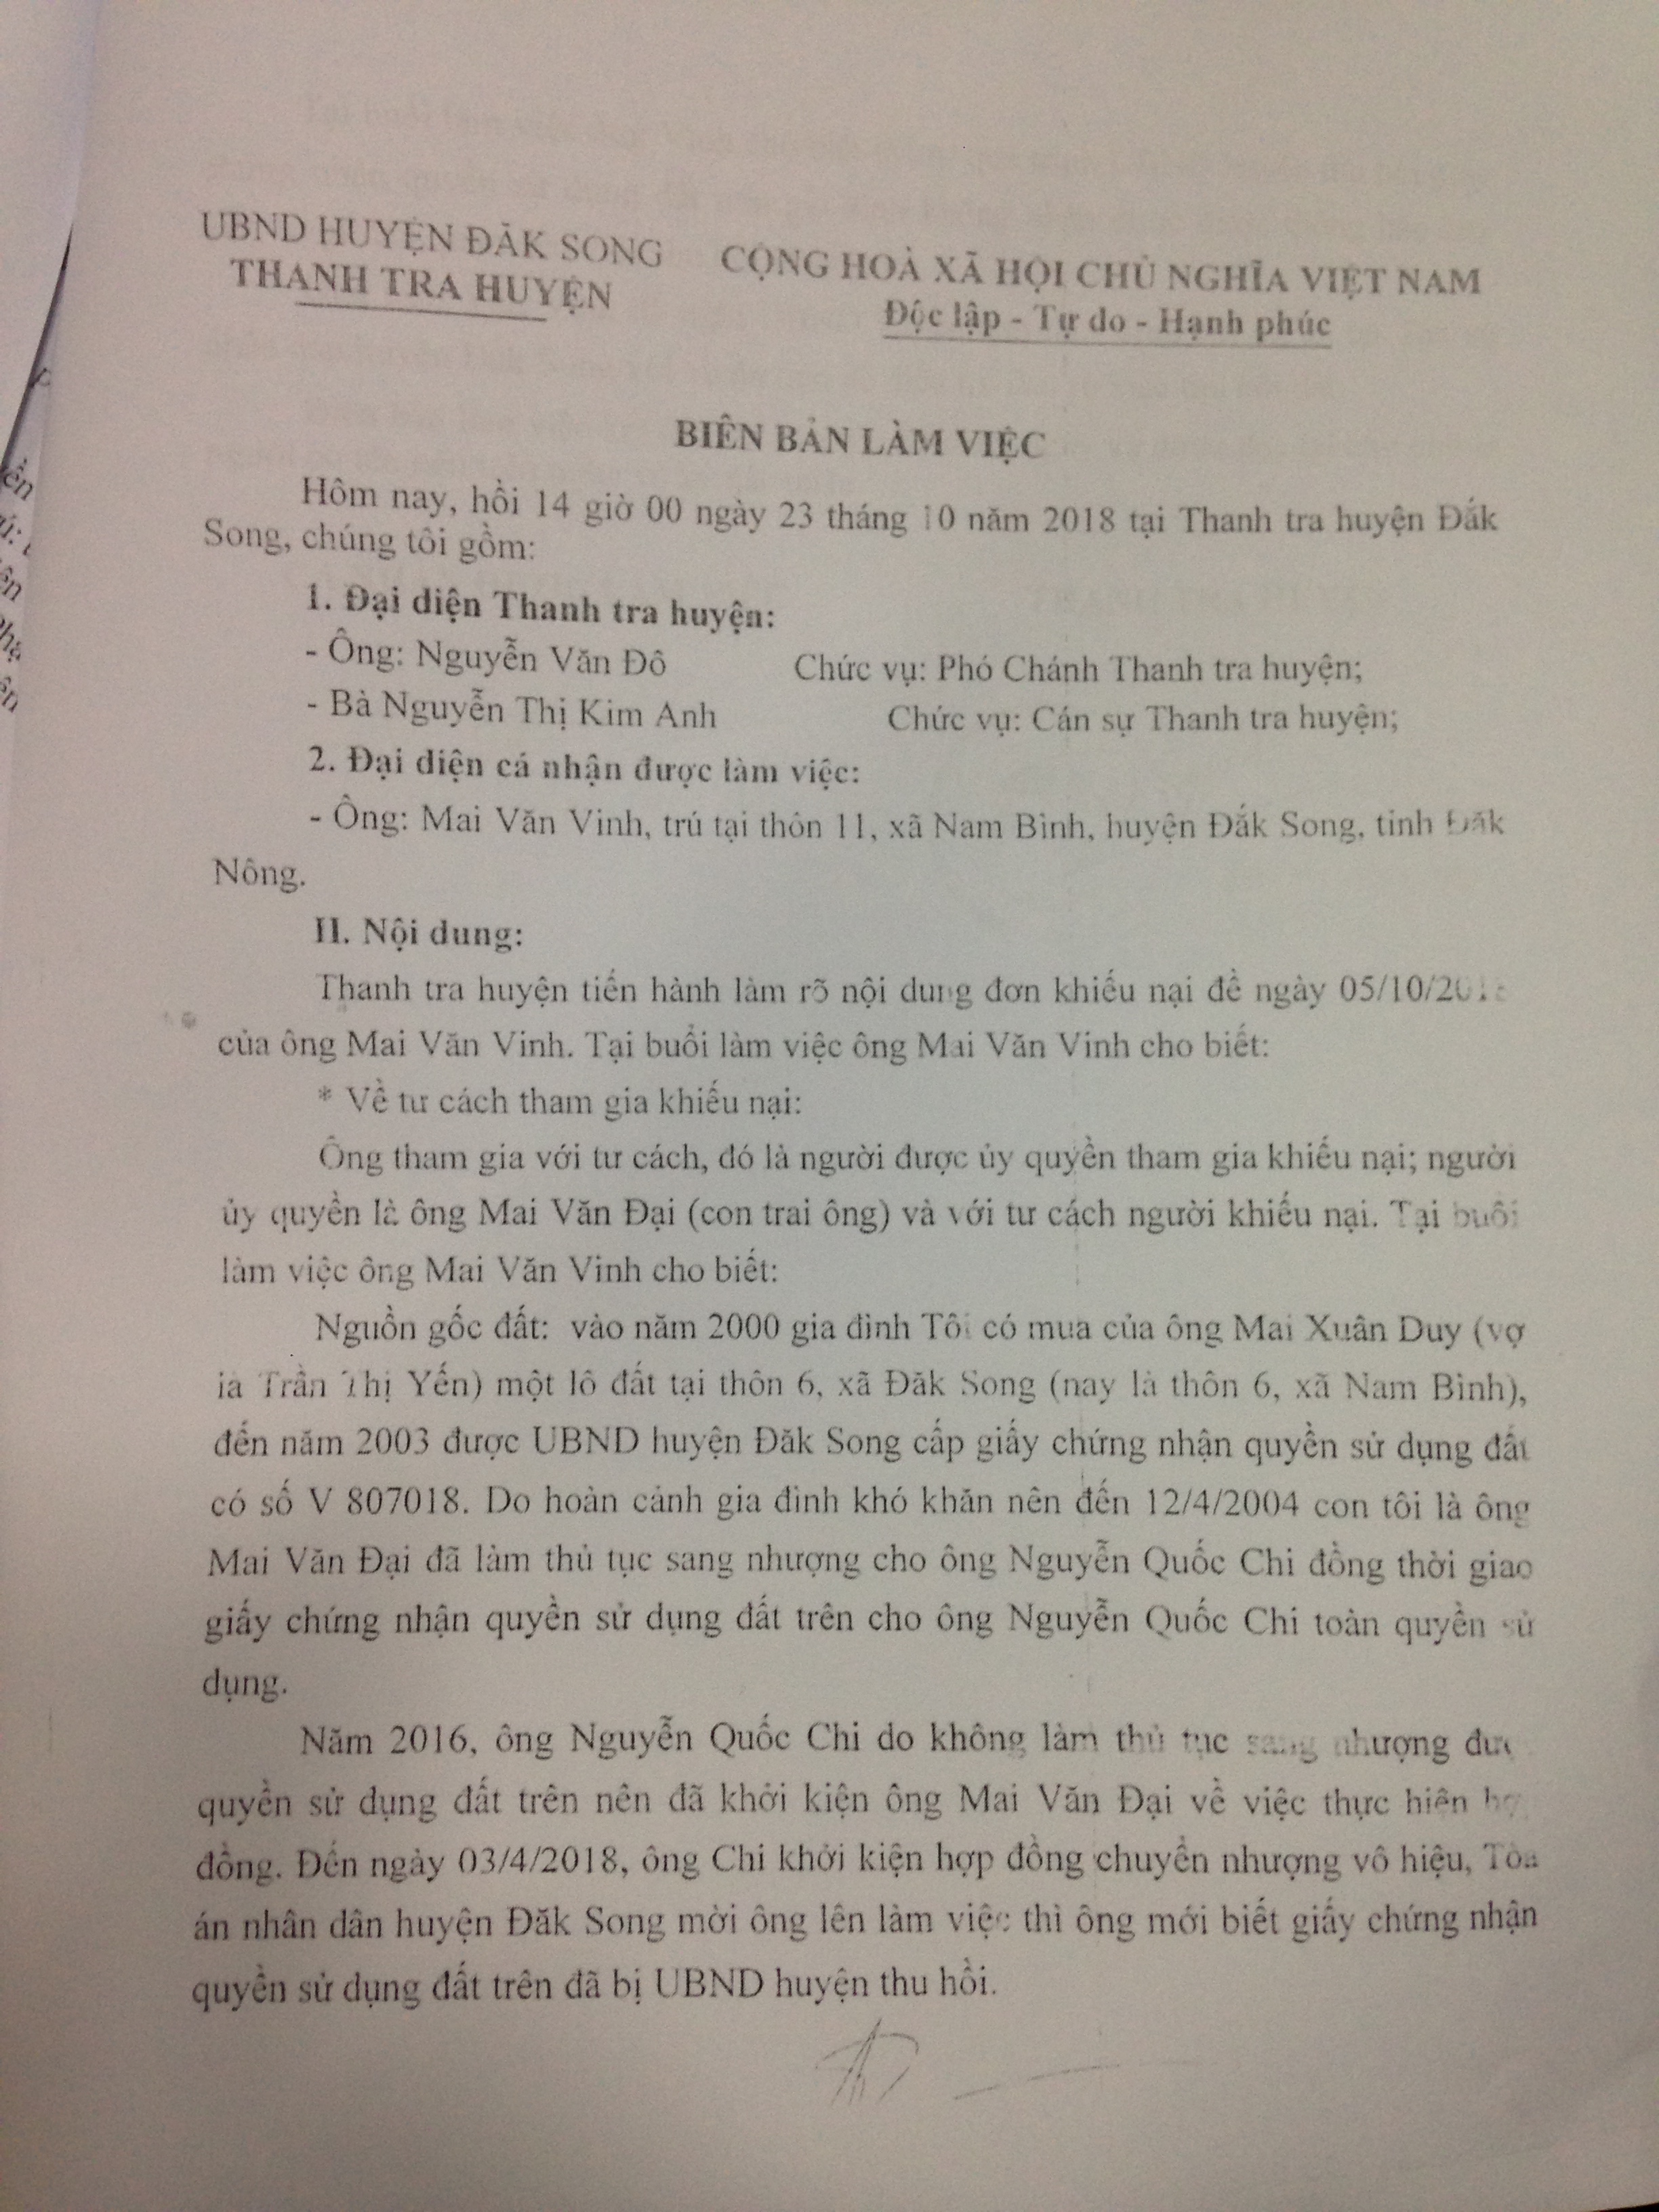 UBND HUYỆN ĐĂK SONG
THANH TRA HUYỆN
CỘNG HOÀ XÃ HỘI CHỦ NGHĨA VIỆT NAM
Độc lập - Tự do - Hạnh phúc
BIÊN BẢN LÀM VIỆC
Hôm nay, hồi 14 giờ 00 ngày 23 tháng 10 năm 2018 tại Thanh tra huyện Đắk
Song, chúng tôi gồm:
1. Đại diện Thanh tra huyện:
- Ông: Nguyễn Văn Đô Chức vụ: Phó Chánh Thanh tra huyện;
- Bà Nguyễn Thị Kim Anh Chức vụ: Cán sự Thanh tra huyện;
2. Đại diện cá nhận được làm việc:
- Ông: Mai Văn Vinh, trú tại thôn 11, xã Nam Bình, huyện Đắk Song, tỉnh Đăk
Nông.
II. Nội dung:
Thanh tra huyện tiến hành làm rõ nội dung đơn khiếu nại đề ngày 05/10/2018
của ông Mai Văn Vinh. Tại buổi làm việc ông Mai Văn Vinh cho biết:
* Về tư cách tham gia khiếu nại:
Ông tham gia với tư cách, đó là người được ủy quyền tham gia khiếu nại; người
ủy quyền là ông Mai Văn Đại (con trai ông) và với tư cách người khiếu nại. Tại buổi
làm việc ông Mai Văn Vinh cho biết:
Nguồn gốc đất: vào năm 2000 gia đình Tôi có mua của ông Mai Xuân Duy (vợ
là Trần Thị Yến) một lô đất tại thôn 6, xã Đăk Song (nay là thôn 6, xã Nam Bình),
đến năm 2003 được UBND huyện Đăk Song cấp giấy chứng nhận quyền sử dụng đất
có số V 807018. Do hoàn cảnh gia đình khó khăn nên đến 12/4/2004 con tôi là ông
Mai Văn Đại đã làm thủ tục sang nhượng cho ông Nguyễn Quốc Chi đồng thời giao
giấy chứng nhận quyền sử dụng đất trên cho ông Nguyễn Quốc Chi toàn quyền sử
dụng.
Năm 2016, ông Nguyễn Quốc Chi do không làm thủ tục sang nhượng
quyền sử dụng đất trên nên đã khởi kiện ông Mai Văn Đại về việc thực hiện
đồng. Đến ngày 03/4/2018, ông Chi khởi kiện hợp đồng chuyển nhượng vô hiệu, Tòa
án nhân dân huyện Đăk Song mời ông lên làm việc thì ông mới biết giấy chứng nhận
quyền sử dụng đất trên đã bị UBND huyện thu hồi.